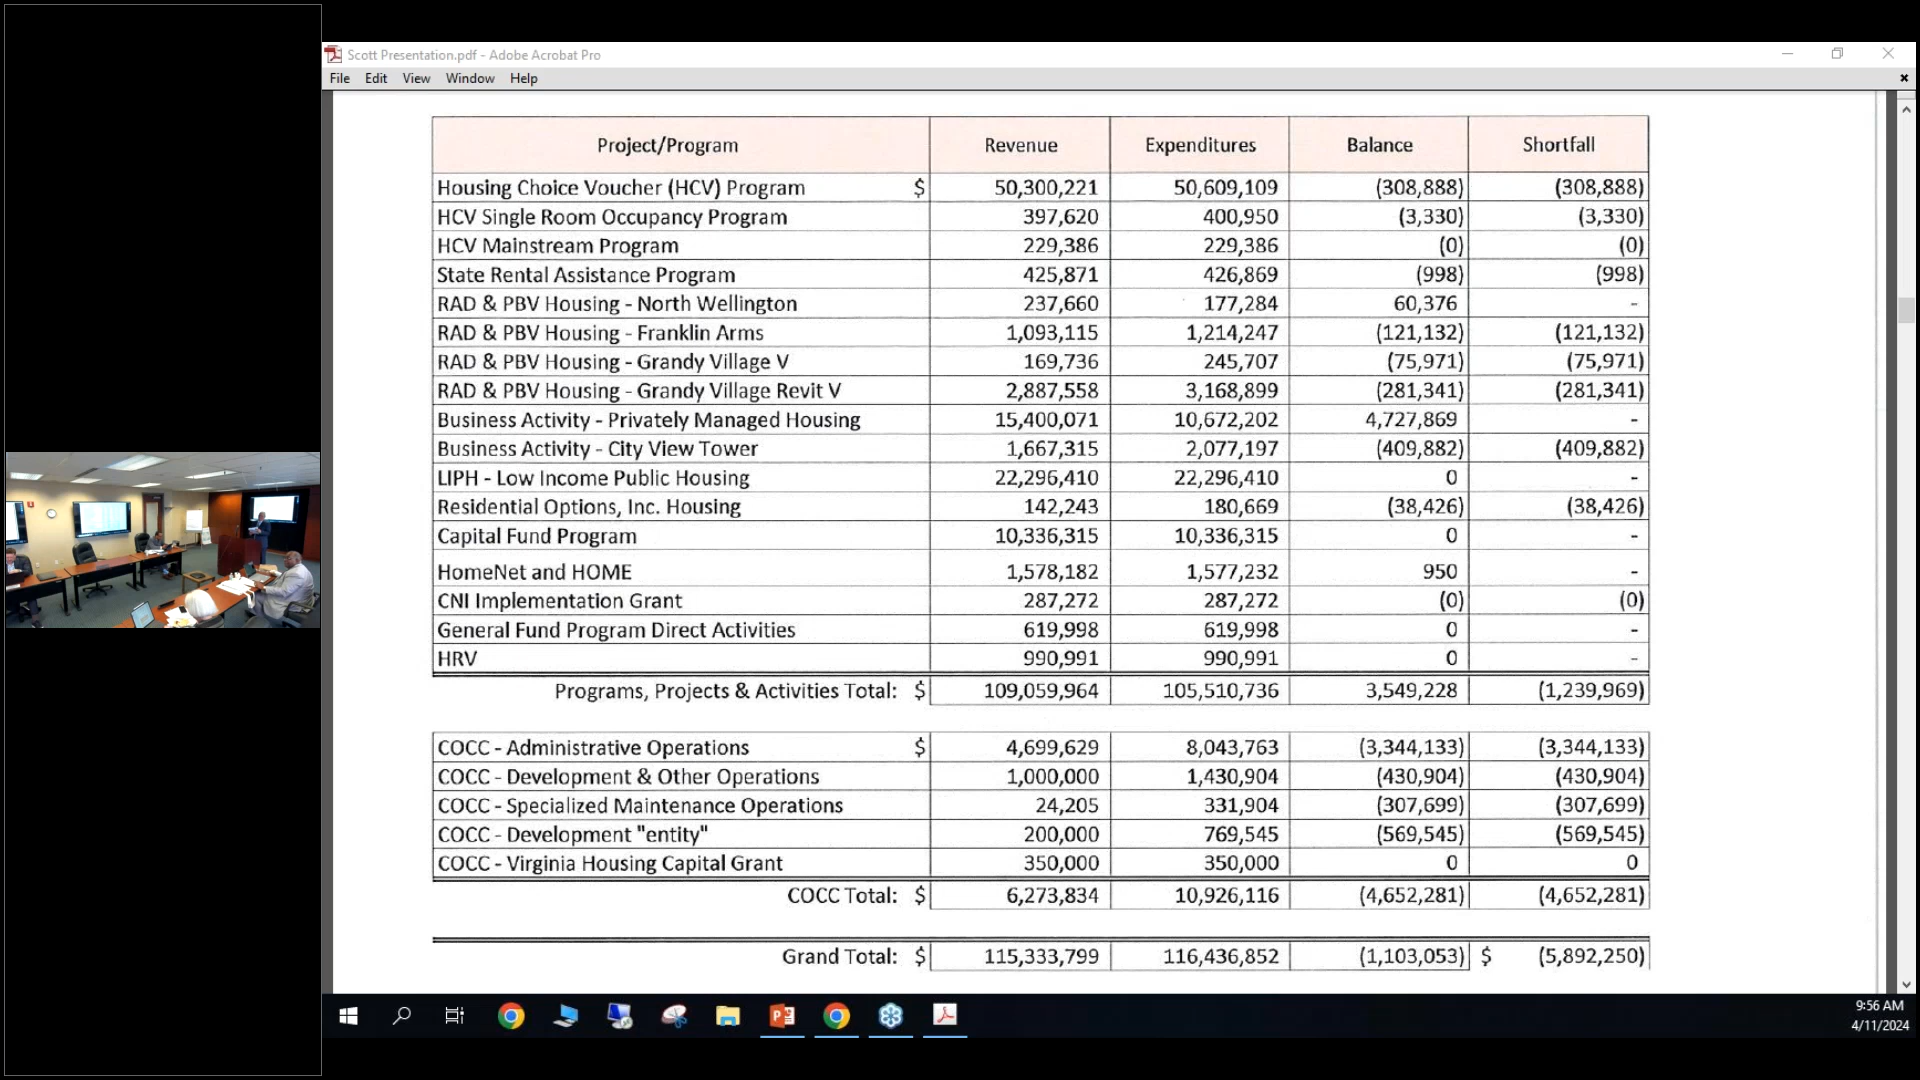 Scott Presentation.pdf - Adobe Acrobat Pro
File Edit View Window Help
Project/Program Revenue Expenditures Balance Shortfall
Housing Choice Voucher (HCV) Program $ 50,300,221 50,609,109 (308,888) (308,888)
HCV Single Room Occupancy Program 397,620 400,950 (3,330) (3,330)
HCV Mainstream Program 229,386 229,386 (0) (0)
State Rental Assistance Program 425,871 426,869 (998) (998)
RAD & PBV Housing - North Wellington 237,660 177,284 60,376 -
RAD & PBV Housing - Franklin Arms 1,093,115 1,214,247 (121,132) (121,132)
RAD & PBV Housing - Grandy Village V 169,736 245,707 (75,971) (75,971)
RAD & PBV Housing - Grandy Village Revit V 2,887,558 3,168,899 (281,341) (281,341)
Business Activity - Privately Managed Housing 15,400,071 10,672,202 4,727,869 -
Business Activity - City View Tower 1,667,315 2,077,197 (409,882) (409,882)
LIPH - Low Income Public Housing 22,296,410 22,296,410 0 -
Residential Options, Inc. Housing 142,243 180,669 (38,426) (38,426)
Capital Fund Program 10,336,315 10,336,315 0 -
HomeNet and HOME 1,578,182 1,577,232 950 -
CNI Implementation Grant 287,272 287,272 (0) (0)
General Fund Program Direct Activities 619,998 619,998 0 -
HRV 990,991 990,991 0 -
Programs, Projects & Activities Total: $ 109,059,964 105,510,736 3,549,228 (1,239,969)
COCC - Administrative Operations $ 4,699,629 8,043,763 (3,344,133) (3,344,133)
COCC - Development & Other Operations 1,000,000 1,430,904 (430,904) (430,904)
COCC - Specialized Maintenance Operations 24,205 331,904 (307,699) (307,699)
COCC - Development "entity" 200,000 769,545 (569,545) (569,545)
COCC - Virginia Housing Capital Grant 350,000 350,000 0 0
COCC Total: $ 6,273,834 10,926,116 (4,652,281) (4,652,281)
Grand Total: $ 115,333,799 116,436,852 (1,103,053) $ (5,892,250)
9:56 AM
4/11/2024